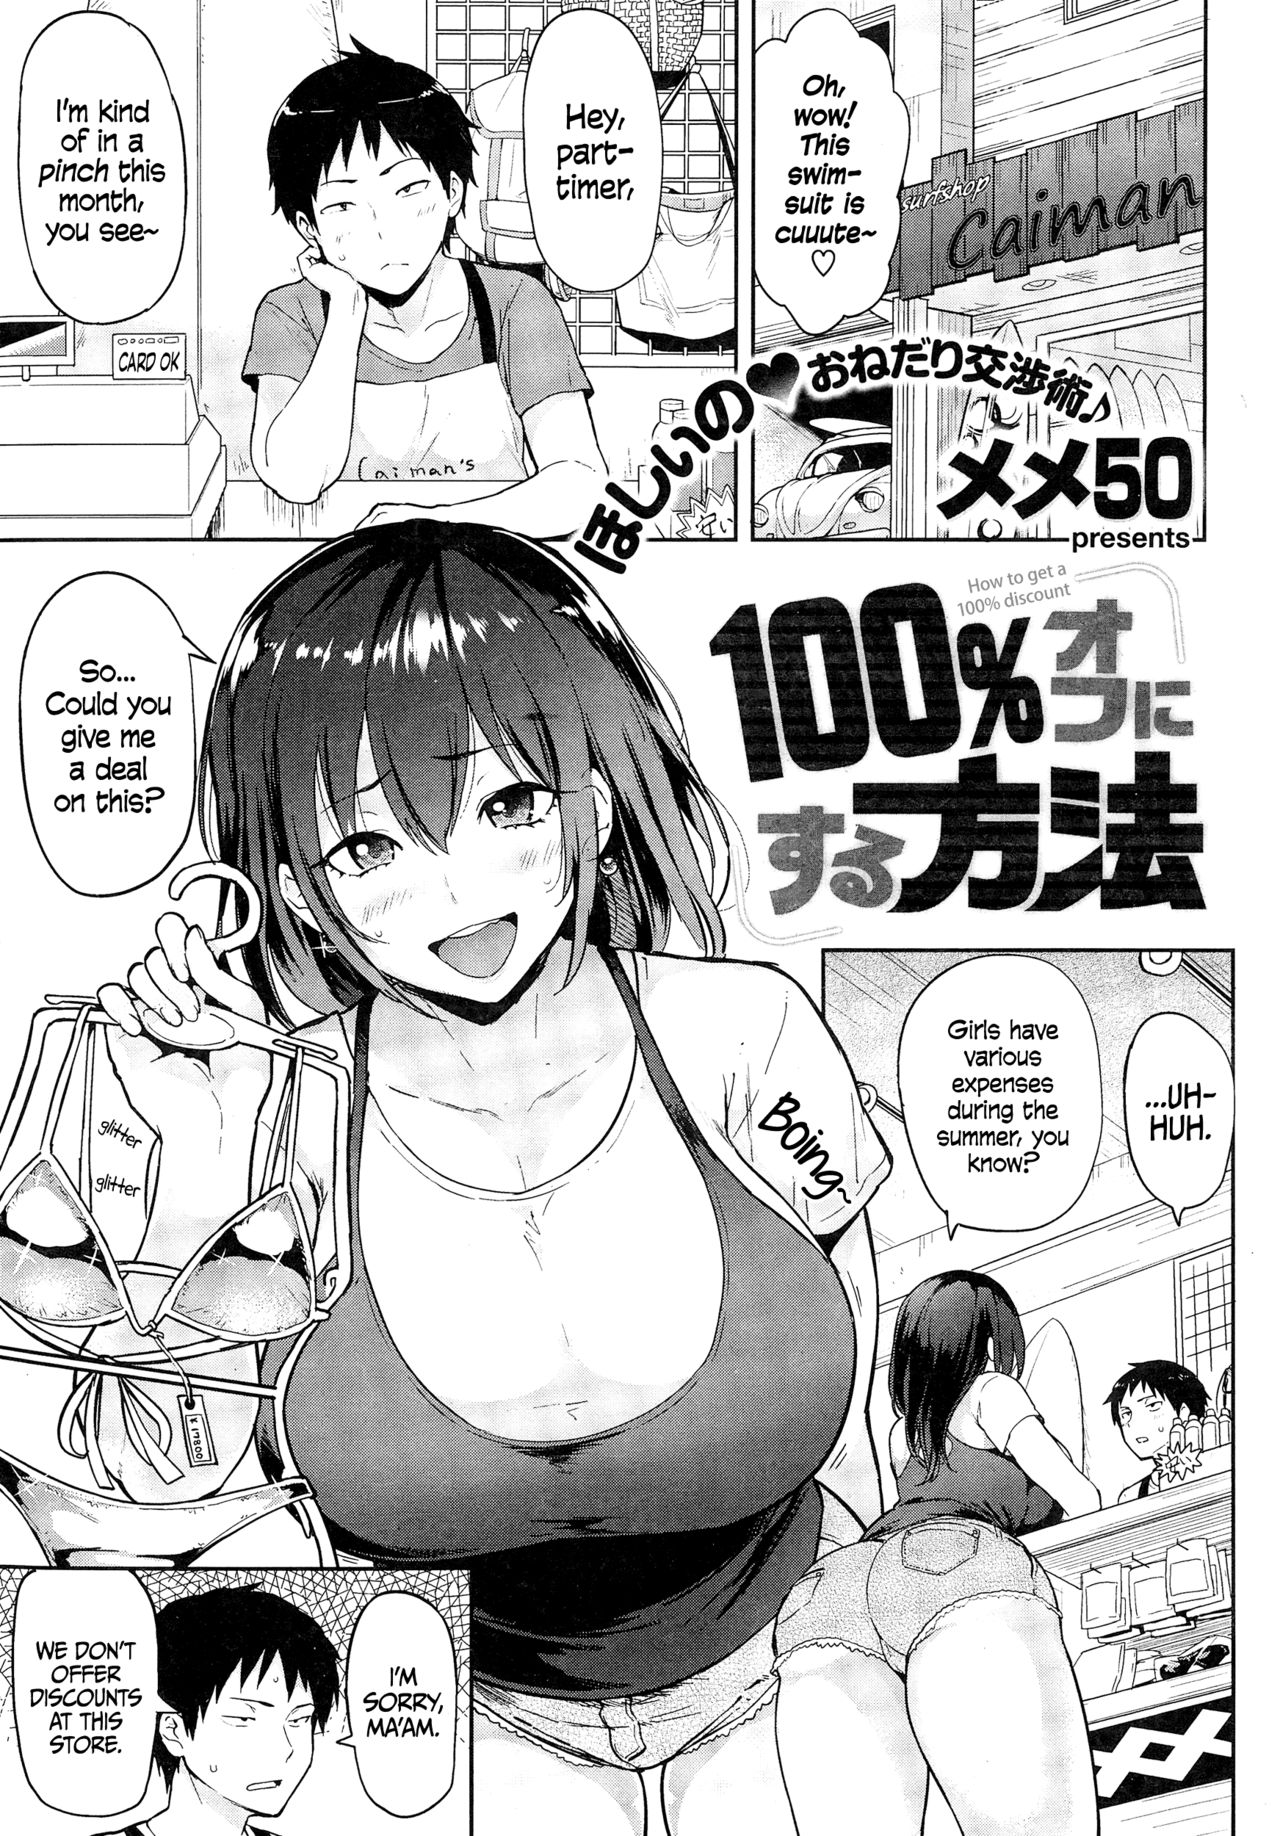 Oh,
wow!
This
swim-
suit is
cuuute~
♡
surfshop
Caiman
Hey,
part-
timer,
I'm kind
of in a
pinch this
month,
you see~
CARD OK
Caiman's
安い
ほしいの♥おねだり交渉術♪
メメ50
presents
How to get a
100% discount
100%オフに
する方法
So...
Could you
give me
a deal
on this?
glitter
glitter
¥17800
Boing~
...UH-
HUH.
Girls have
various
expenses
during the
summer, you
know?
I'M
SORRY,
MA'AM.
WE DON'T
OFFER
DISCOUNTS
AT THIS
STORE.